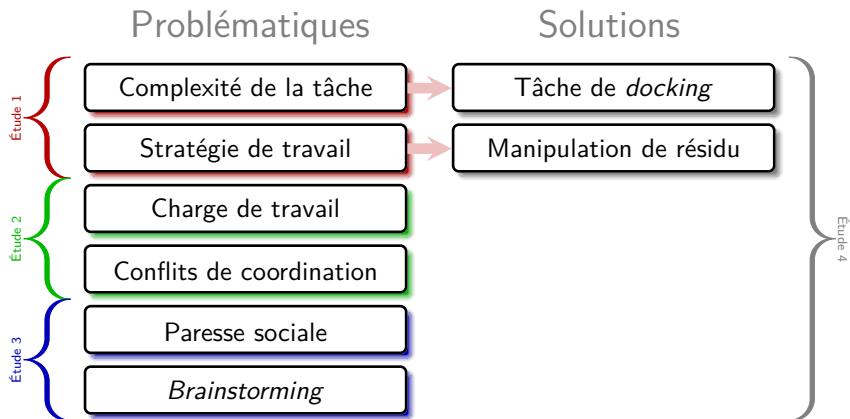 Problématiques
Solutions
Étude 1
Complexité de la tâche
Tâche de docking
Stratégie de travail
Manipulation de résidu
Étude 2
Charge de travail
Conflits de coordination
Étude 3
Paresse sociale
Brainstorming
Étude 4